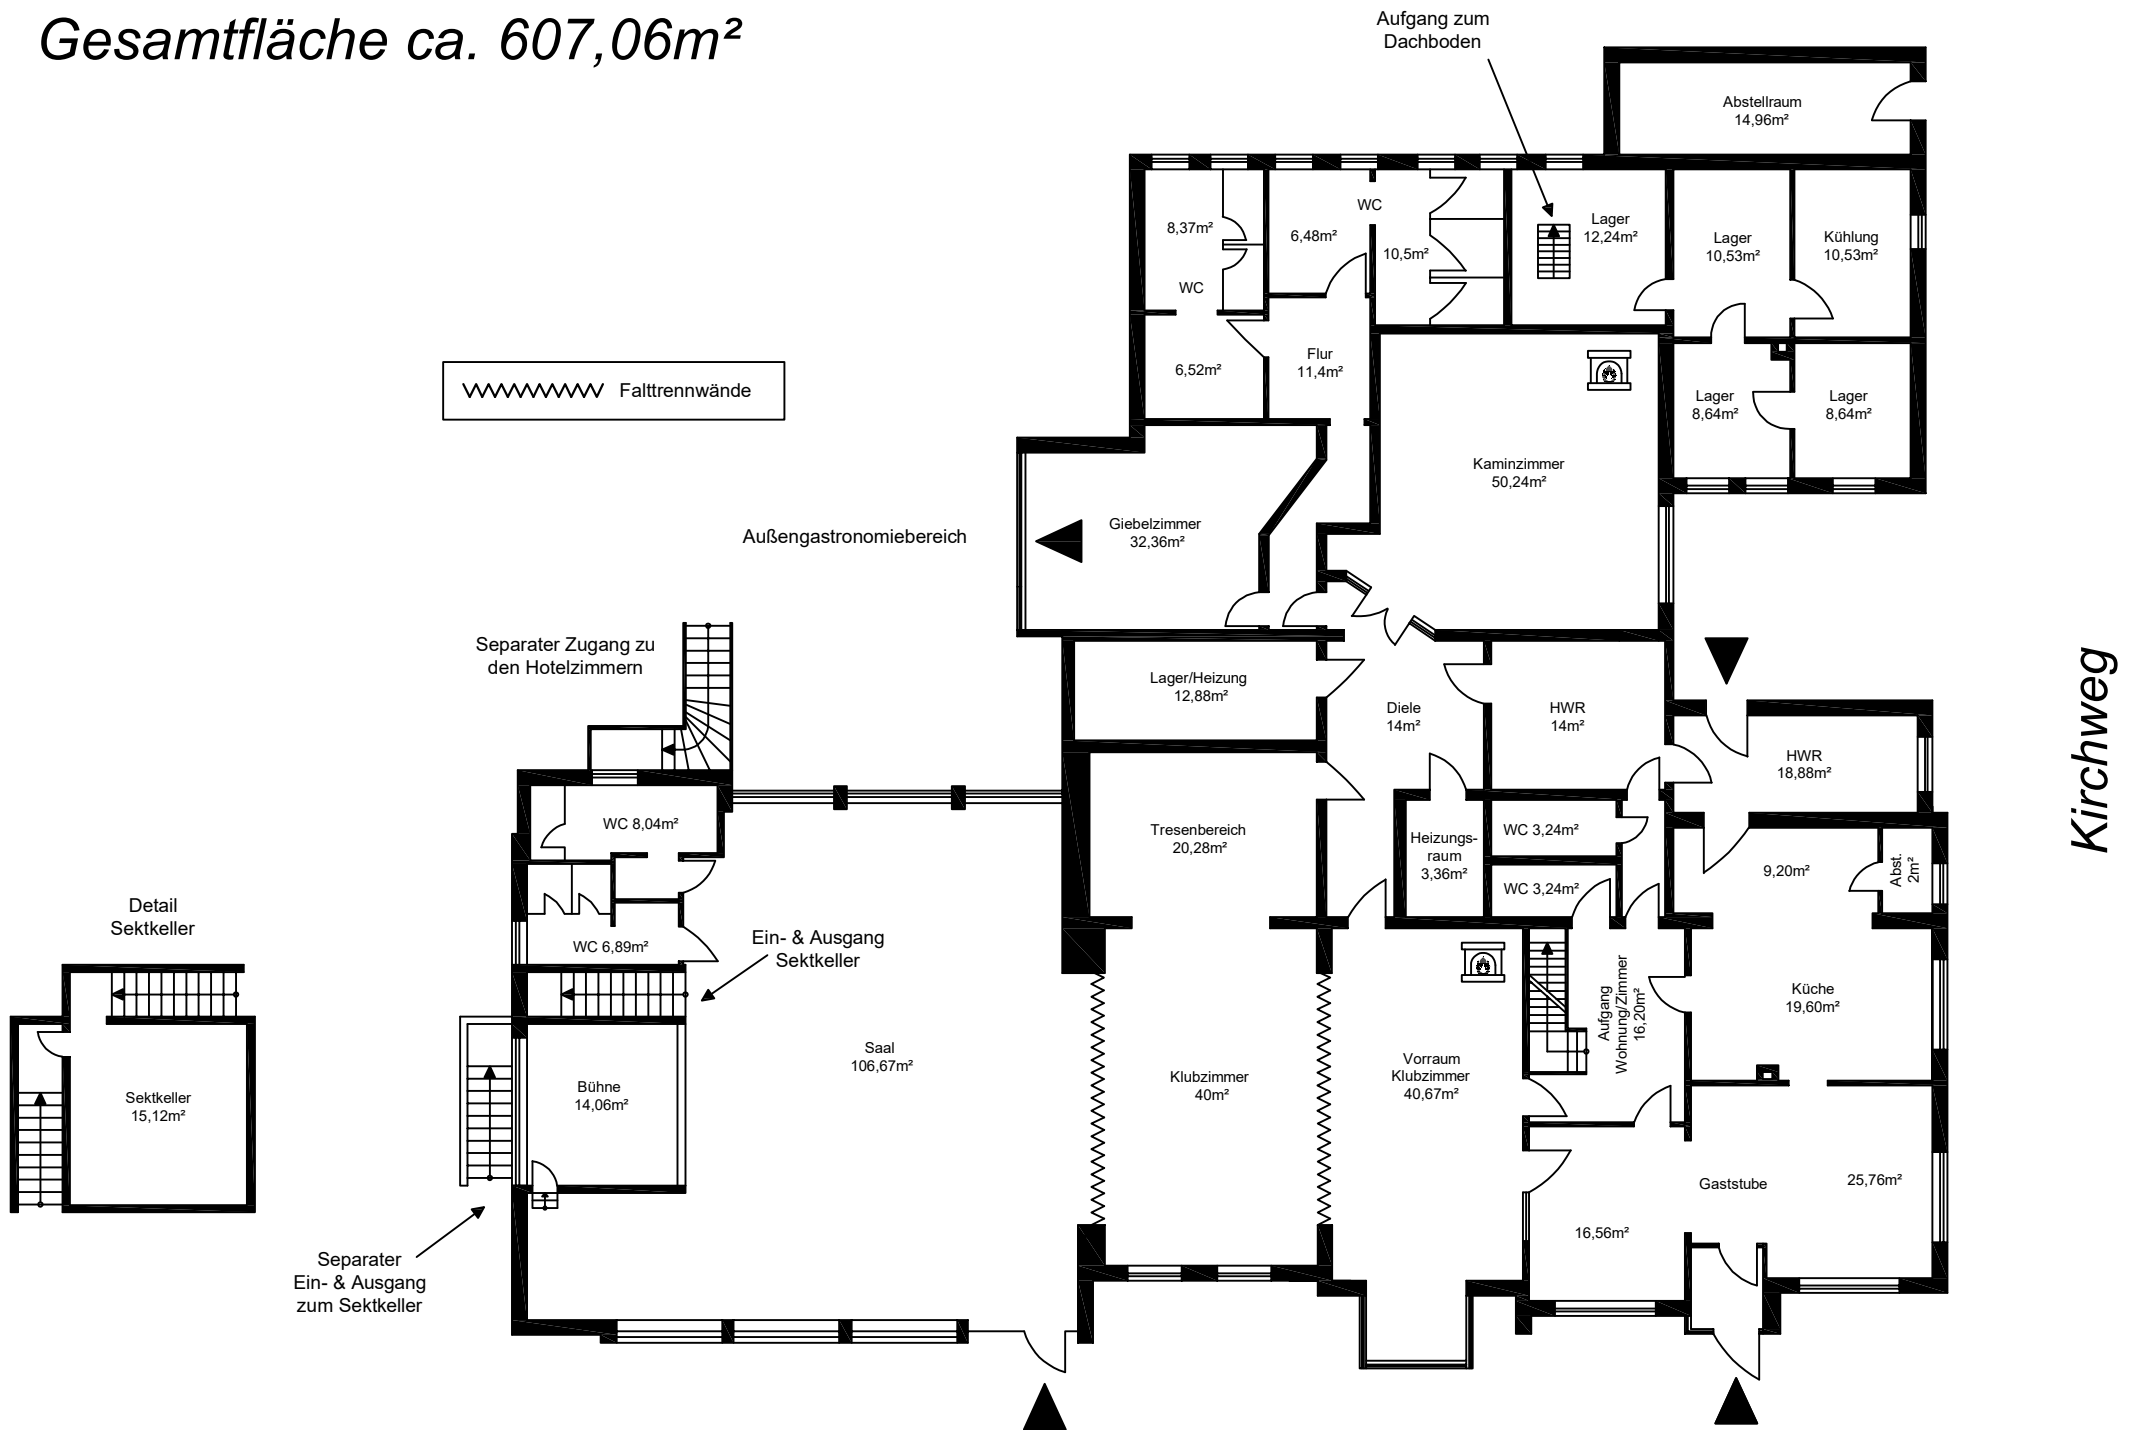 Gesamtfläche ca. 607,06m²
Aufgang zum
Dachboden
Abstellraum
14,96m²
8,37m²
WC
6,52m²
WC
6,48m²
10,5m²
Lager
12,24m²
Lager
10,53m²
Kühlung
10,53m²
Flur
11,4m²
Lager
8,64m²
Lager
8,64m²
Falttrennwände
Kaminzimmer
50,24m²
Außengastronomiebereich
Giebelzimmer
32,36m²
Separater Zugang zu
den Hotelzimmern
Lager/Heizung
12,88m²
Diele
14m²
HWR
14m²
HWR
18,88m²
Kirchweg
WC 8,04m²
Tresenbereich
20,28m²
Heizungs-
raum
3,36m²
WC 3,24m²
WC 3,24m²
9,20m²
Abst.
2m²
Detail
Sektkeller
WC 6,89m²
Ein- & Ausgang
Sektkeller
Aufgang
Wohnung/Zimmer
16,20m²
Küche
19,60m²
Sektkeller
15,12m²
Bühne
14,06m²
Saal
106,67m²
Klubzimmer
40m²
Vorraum
Klubzimmer
40,67m²
Gaststube
25,76m²
16,56m²
Separater
Ein- & Ausgang
zum Sektkeller